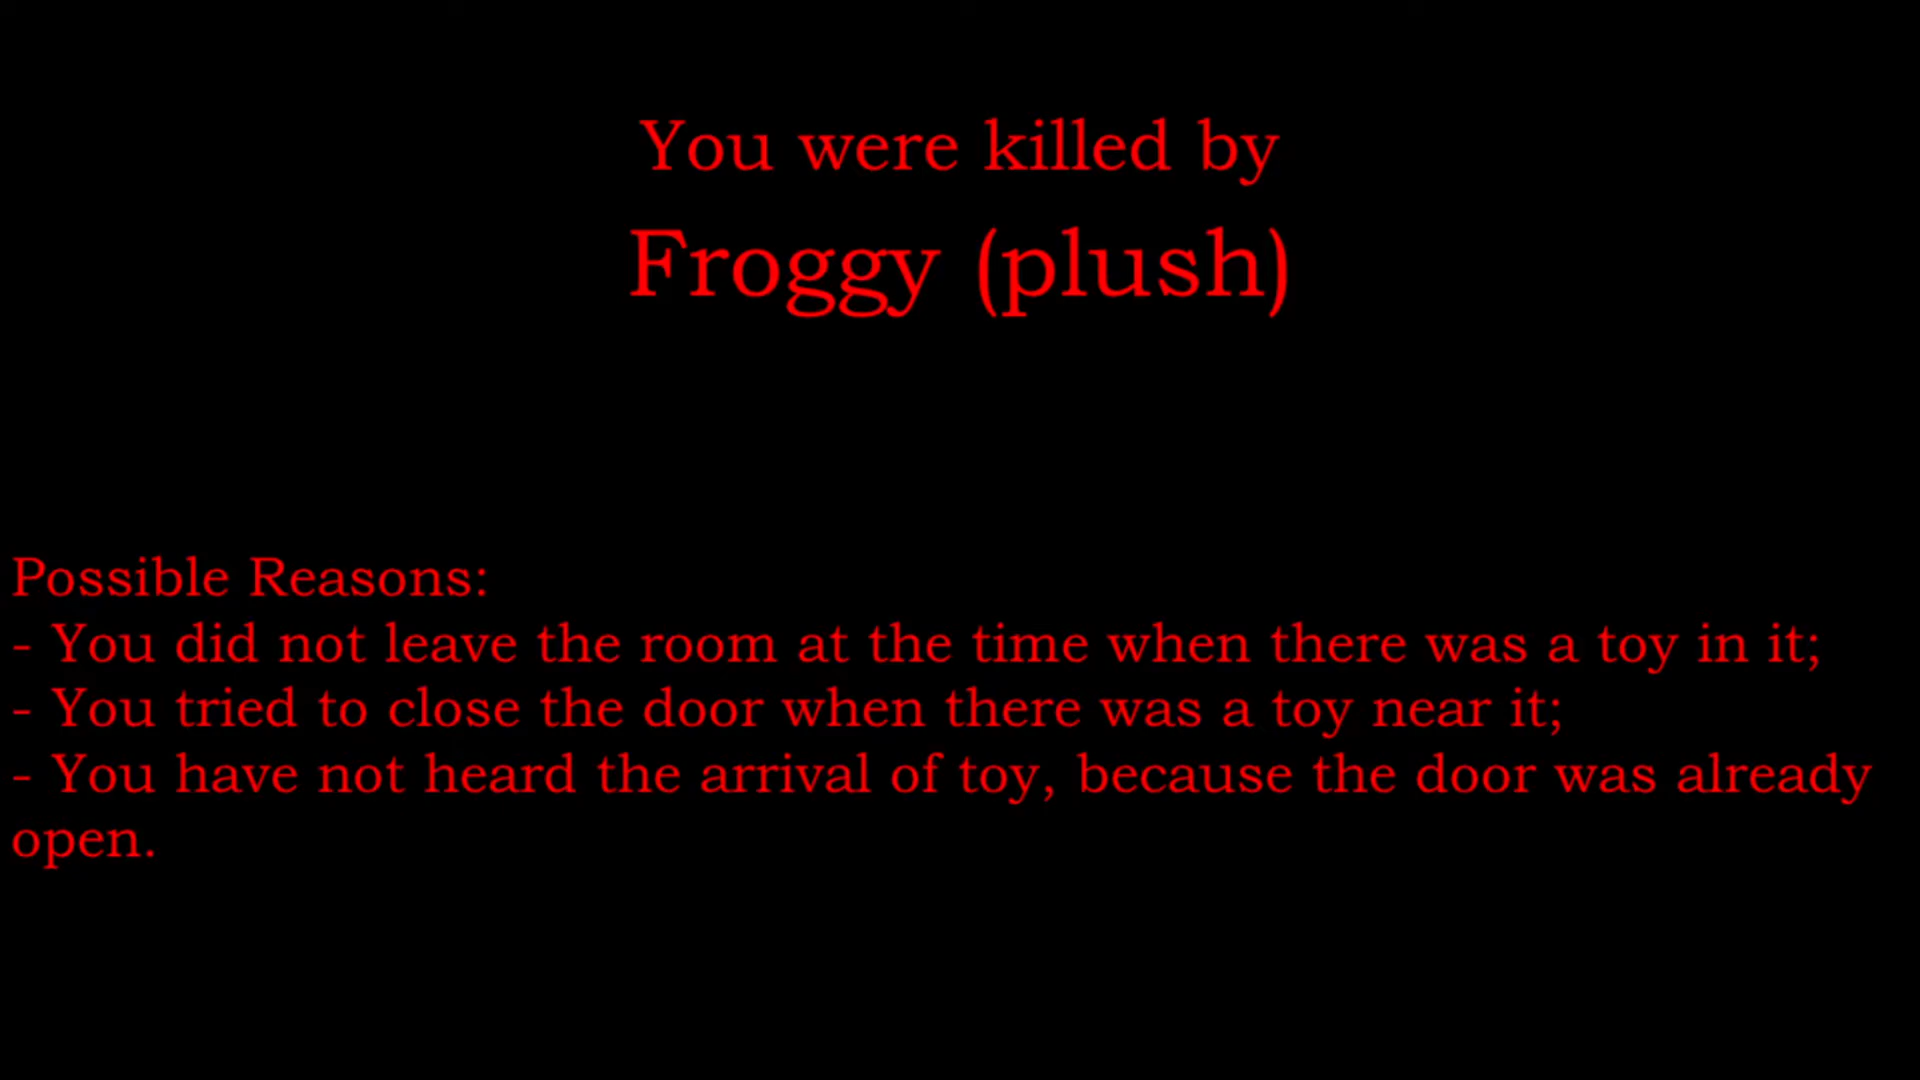 You were killed by
Froggy (plush)
Possible Reasons:
- You did not leave the room at the time when there was a toy in it;
- You tried to close the door when there was a toy near it;
- You have not heard the arrival of toy, because the door was already
open.